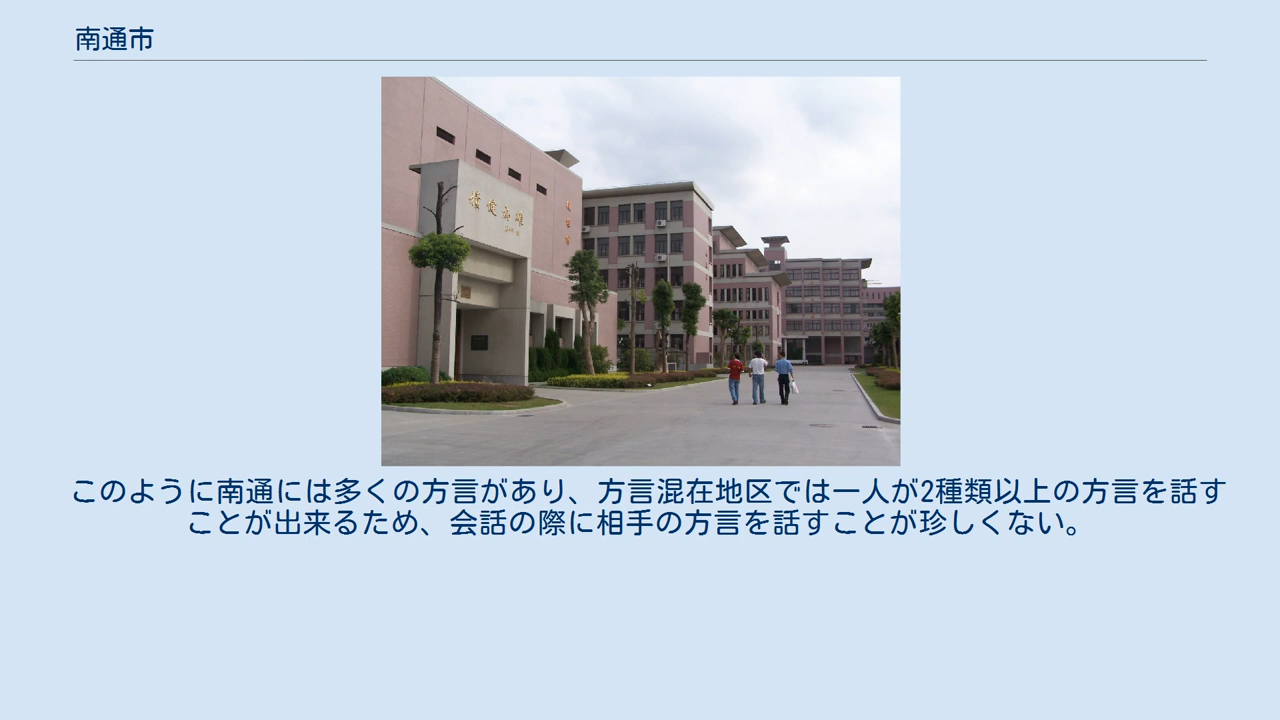 南通市
このように南通には多くの方言があり、方言混在地区では一人が2種類以上の方言を話す
ことが出来るため、会話の際に相手の方言を話すことが珍しくない。